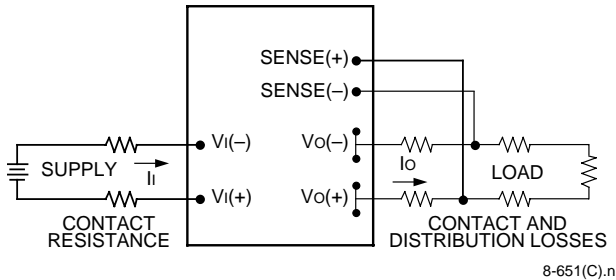 SENSE(+)
SENSE(–)
VI(–)
VO(–)
SUPPLY
II
IO
LOAD
VI(+)
VO(+)
CONTACT
RESISTANCE
CONTACT AND
DISTRIBUTION LOSSES
8-651(C).n